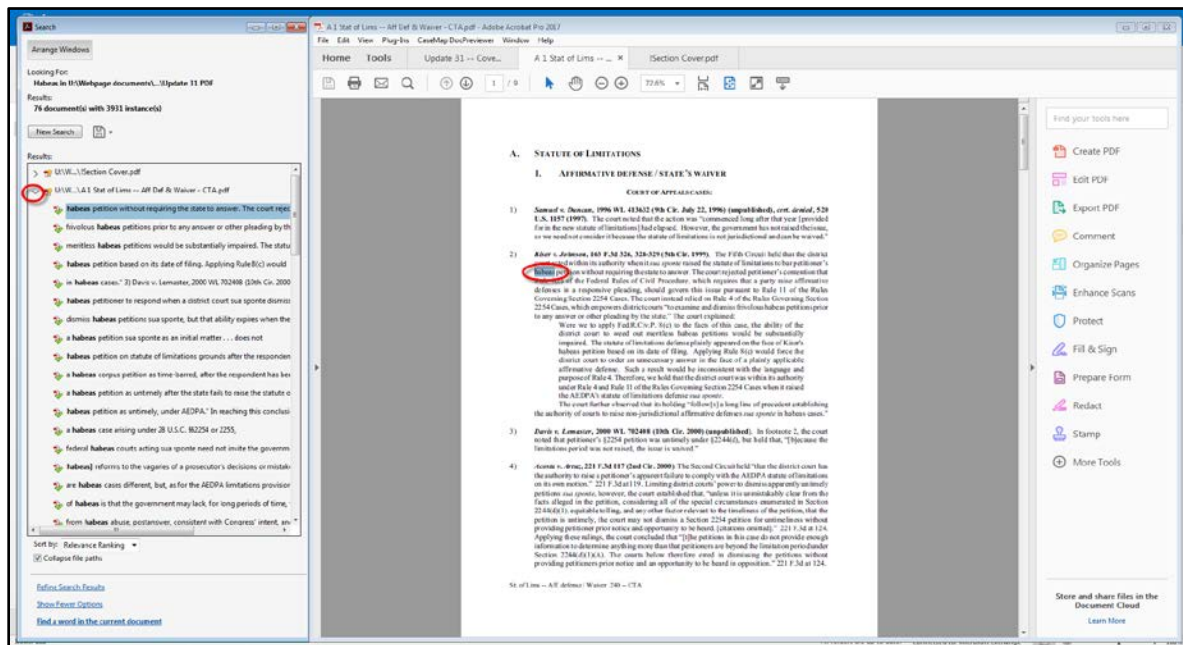 Search
Arrange Windows
Looking For:
Habeas in U:\Webpage documents\...\Update 31 PDF
Results:
76 document(s) with 3931 instance(s)
New Search
Results:
U:\W...\!Section Cover.pdf
U:\W...\A 1 Stat of Lims -- Aff Def & Waiver - CTA.pdf
habeas petition without requiring the state to answer. The court rejec
frivolous habeas petitions prior to any answer or other pleading by th
meritless habeas petitions would be substantially impaired. The statu
habeas petition based on its date of filing. Applying Rule 8(c) would
in habeas cases." 3) Davis v. Lemaster, 2000 WL 702408 (10th Cir. 2000
habeas petitioner to respond when a district court sua sponte dismiss
dismiss habeas petitions sua sponte, but that ability expires when the
a habeas petition sua sponte as an initial matter . . . does not
habeas petition on statute of limitations grounds after the responden
a habeas corpus petition as time-barred, after the respondent has bee
a habeas petition as untimely after the state fails to raise the statute o
habeas petition as untimely, under AEDPA." In reaching this conclusi
a habeas case arising under 28 U.S.C. §§2254 or 2255,
federal habeas courts acting sua sponte need not invite the governm
habeas] reforms to the vagaries of a prosecutor's decisions or mistake
are habeas cases different, but, as for the AEDPA limitations provision
of habeas is that the government may lack, for long periods of time,
from habeas abuse, postanswer, consistent with Congress' intent, an
Sort by: Relevance Ranking
Collapse file paths
Refine Search Results
Show Fewer Options
Find a word in the current document
A 1 Stat of Lims -- Aff Def & Waiver - CTA.pdf - Adobe Acrobat Pro 2017
File Edit View Plug-Ins CaseMap DocPreviewer Window Help
Home Tools Update 31 -- Cove... A 1 Stat of Lims -- ... × !Section Cover.pdf
1 / 9 72.6%
A. STATUTE OF LIMITATIONS
1. AFFIRMATIVE DEFENSE / STATE'S WAIVER
COURT OF APPEALS CASES:
1) Samuel v. Duncan, 1996 WL 413632 (9th Cir. July 22, 1996) (unpublished), cert. denied, 520
U.S. 1157 (1997). The court noted that the action was "commenced long after that year [provided
for in the new statute of limitations] had elapsed. However, the government has not raised the issue,
so we need not consider it because the statute of limitations is not jurisdictional and can be waived."
2) Kiser v. Johnson, 163 F.3d 326, 328-329 (5th Cir. 1999). The Fifth Circuit held that the district
court acted within its authority when it sua sponte raised the statute of limitations to bar petitioner's
habeas petition without requiring the state to answer. The court rejected petitioner's contention that
Rule 8(c) of the Federal Rules of Civil Procedure, which requires that a party raise affirmative
defenses in a responsive pleading, should govern this issue pursuant to Rule 11 of the Rules
Governing Section 2254 Cases. The court instead relied on Rule 4 of the Rules Governing Section
2254 Cases, which empowers district courts "to examine and dismiss frivolous habeas petitions prior
to any answer or other pleading by the state." The court explained:
Were we to apply Fed.R.Civ.P. 8(c) to the facts of this case, the ability of the
district court to weed out meritless habeas petitions would be substantially
impaired. The statute of limitations defense plainly appeared on the face of Kiser's
habeas petition based on its date of filing. Applying Rule 8(c) would force the
district court to order an unnecessary answer in the face of a plainly applicable
affirmative defense. Such a result would be inconsistent with the language and
purpose of Rule 4. Therefore, we hold that the district court was within its authority
under Rule 4 and Rule 11 of the Rules Governing Section 2254 Cases when it raised
the AEDPA's statute of limitations defense sua sponte.
The court further observed that its holding "follow[s] a long line of precedent establishing
the authority of courts to raise non-jurisdictional affirmative defenses sua sponte in habeas cases."
3) Davis v. Lemaster, 2000 WL 702408 (10th Cir. 2000) (unpublished). In footnote 2, the court
noted that petitioner's §2254 petition was untimely under §2244(d), but held that, "[b]ecause the
limitations period was not raised, the issue is waived."
4) Acosta v. Artuz, 221 F.3d 117 (2nd Cir. 2000). The Second Circuit held "that the district court has
the authority to raise a petitioner's apparent failure to comply with the AEDPA statute of limitations
on its own motion." 221 F.3d at 119. Limiting district courts' power to dismiss apparently untimely
petitions sua sponte, however, the court established that, "unless it is unmistakably clear from the
facts alleged in the petition, considering all of the special circumstances enumerated in Section
2244(d)(1), equitable tolling, and any other factor relevant to the timeliness of the petition, that the
petition is untimely, the court may not dismiss a Section 2254 petition for untimeliness without
providing petitioner prior notice and opportunity to be heard. [citations omitted]." 221 F.3d at 124.
Applying these rulings, the court concluded that "[t]he petitions in this case do not provide enough
information to determine anything more than that petitioners are beyond the limitation period under
Section 2244(d)(1)(A). The courts below therefore erred in dismissing the petitions without
providing petitioners prior notice and an opportunity to be heard in opposition." 221 F.3d at 124.
St. of Lims -- Aff. defense / Waiver 240 -- CTA
Find your tools here
Create PDF
Edit PDF
Export PDF
Comment
Organize Pages
Enhance Scans
Protect
Fill & Sign
Prepare Form
Redact
Stamp
More Tools
Store and share files in the
Document Cloud
Learn More